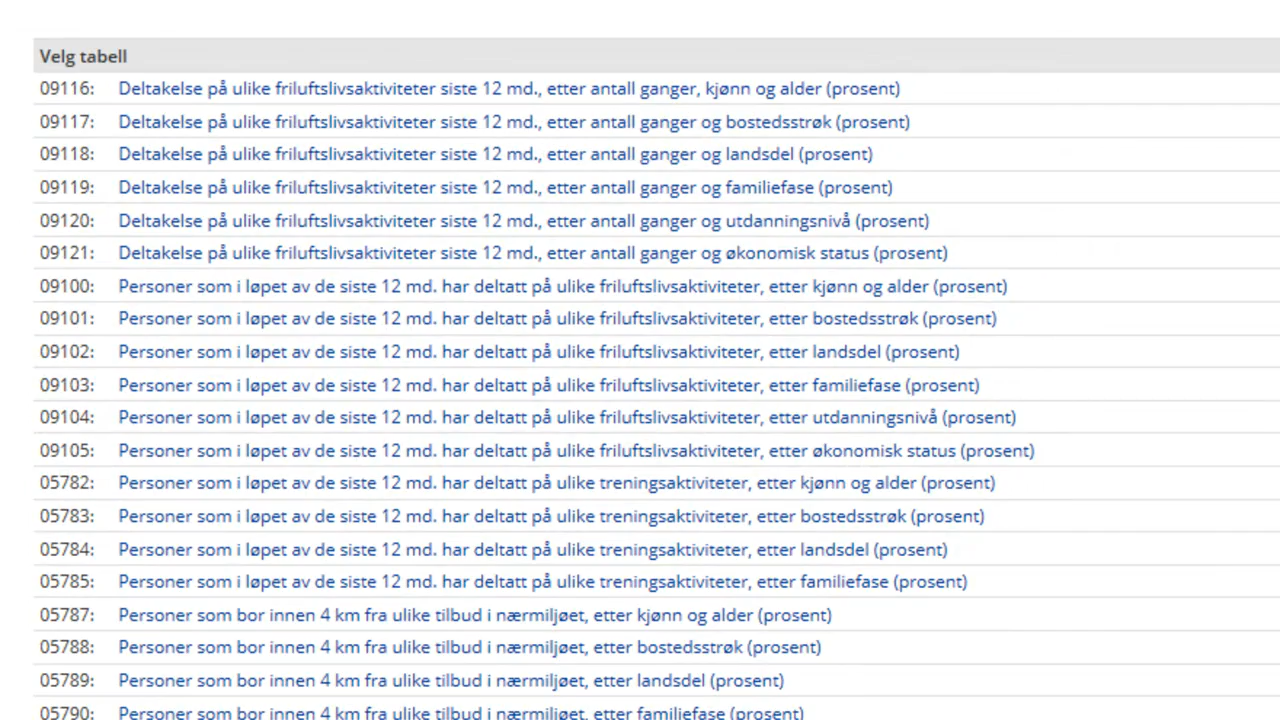 Velg tabell
09116: Deltakelse på ulike friluftslivsaktiviteter siste 12 md., etter antall ganger, kjønn og alder (prosent)
09117: Deltakelse på ulike friluftslivsaktiviteter siste 12 md., etter antall ganger og bostedsstrøk (prosent)
09118: Deltakelse på ulike friluftslivsaktiviteter siste 12 md., etter antall ganger og landsdel (prosent)
09119: Deltakelse på ulike friluftslivsaktiviteter siste 12 md., etter antall ganger og familiefase (prosent)
09120: Deltakelse på ulike friluftslivsaktiviteter siste 12 md., etter antall ganger og utdanningsnivå (prosent)
09121: Deltakelse på ulike friluftslivsaktiviteter siste 12 md., etter antall ganger og økonomisk status (prosent)
09100: Personer som i løpet av de siste 12 md. har deltatt på ulike friluftslivsaktiviteter, etter kjønn og alder (prosent)
09101: Personer som i løpet av de siste 12 md. har deltatt på ulike friluftslivsaktiviteter, etter bostedsstrøk (prosent)
09102: Personer som i løpet av de siste 12 md. har deltatt på ulike friluftslivsaktiviteter, etter landsdel (prosent)
09103: Personer som i løpet av de siste 12 md. har deltatt på ulike friluftslivsaktiviteter, etter familiefase (prosent)
09104: Personer som i løpet av de siste 12 md. har deltatt på ulike friluftslivsaktiviteter, etter utdanningsnivå (prosent)
09105: Personer som i løpet av de siste 12 md. har deltatt på ulike friluftslivsaktiviteter, etter økonomisk status (prosent)
05782: Personer som i løpet av de siste 12 md. har deltatt på ulike treningsaktiviteter, etter kjønn og alder (prosent)
05783: Personer som i løpet av de siste 12 md. har deltatt på ulike treningsaktiviteter, etter bostedsstrøk (prosent)
05784: Personer som i løpet av de siste 12 md. har deltatt på ulike treningsaktiviteter, etter landsdel (prosent)
05785: Personer som i løpet av de siste 12 md. har deltatt på ulike treningsaktiviteter, etter familiefase (prosent)
05787: Personer som bor innen 4 km fra ulike tilbud i nærmiljøet, etter kjønn og alder (prosent)
05788: Personer som bor innen 4 km fra ulike tilbud i nærmiljøet, etter bostedsstrøk (prosent)
05789: Personer som bor innen 4 km fra ulike tilbud i nærmiljøet, etter landsdel (prosent)
05790: Personer som bor innen 4 km fra ulike tilbud i nærmiljøet, etter familiefase (prosent)